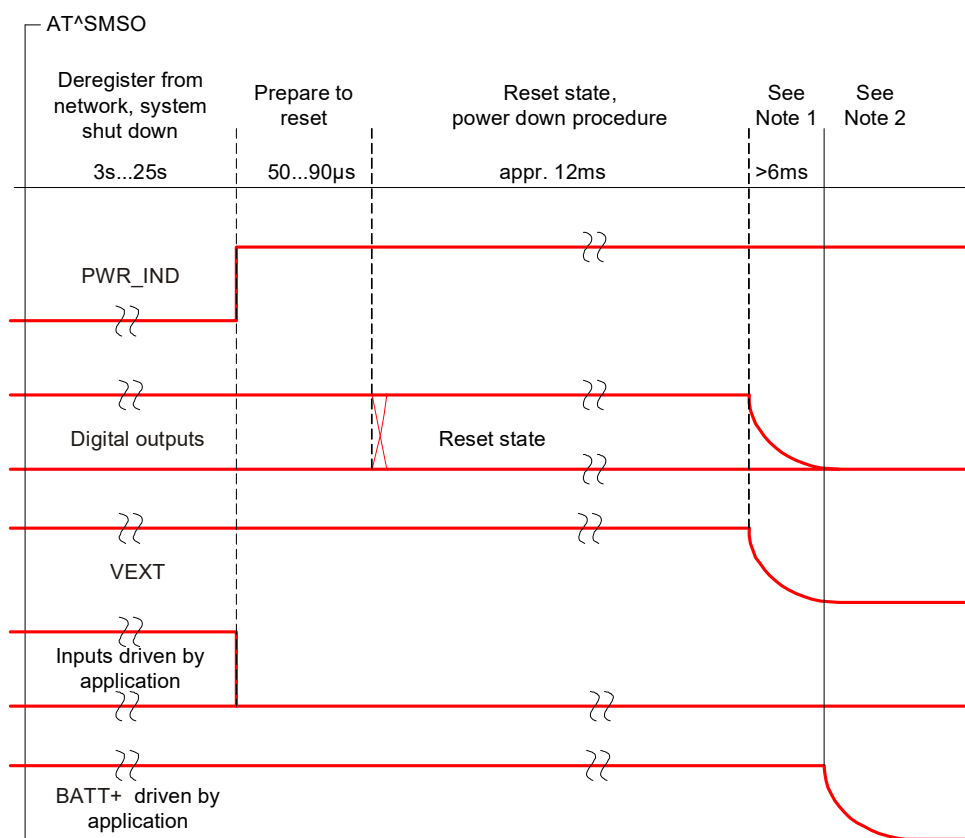 AT^SMSO
Deregister from
network, system
shut down
Prepare to
reset
Reset state,
power down procedure
See
Note 1
See
Note 2
3s...25s
50...90µs
appr. 12ms
>6ms
PWR_IND
Digital outputs
Reset state
VEXT
Inputs driven by
application
BATT+ driven by
application